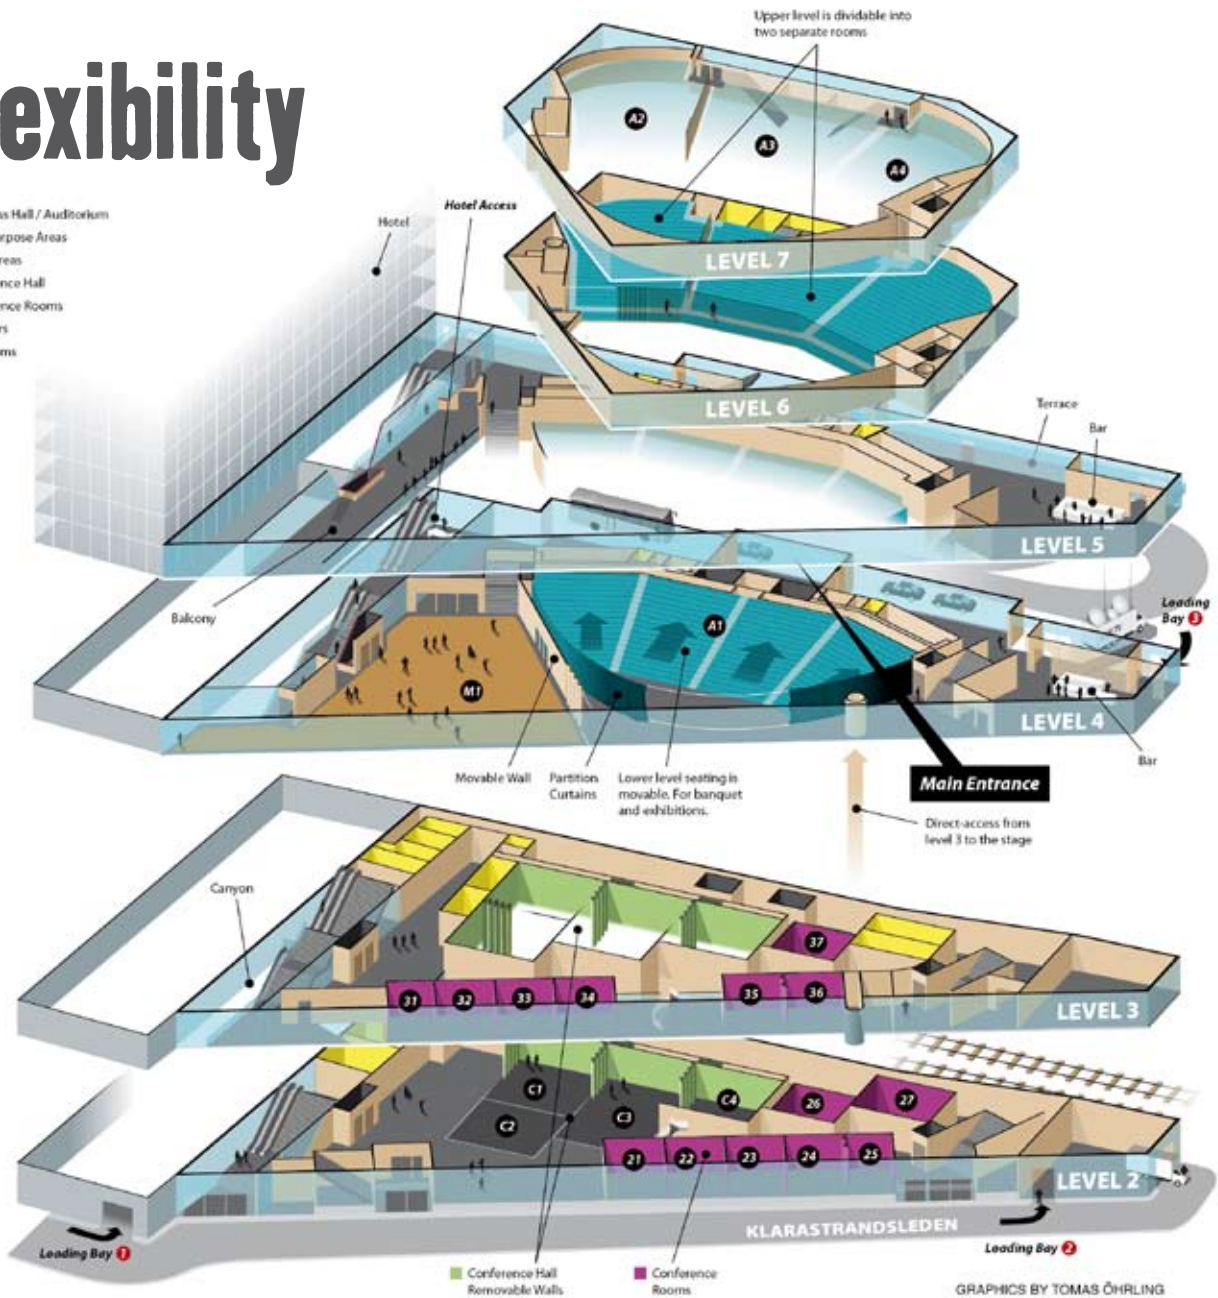 exibility
Upper level is dividable into
two separate rooms
A2
A3
A4
LEVEL 7
ss Hall / Auditorium
rpose Areas
reas
nce Hall
nce Rooms
rs
ms
Hotel
Hotel Access
LEVEL 6
Terrace
Bar
LEVEL 5
Balcony
Loading
Bay 3
A1
M1
LEVEL 4
Bar
Movable Wall
Partition
Curtains
Lower level seating is
movable. For banquet
and exhibitions.
Main Entrance
Direct-access from
level 3 to the stage
Canyon
37
31
32
33
34
35
36
LEVEL 3
C1
C2
C3
C4
26
27
21
22
23
24
25
LEVEL 2
KLARASTRANDSLEDEN
Loading Bay 1
Loading Bay 2
Conference Hall
Removable Walls
Conference
Rooms
GRAPHICS BY TOMAS ÖHRLING